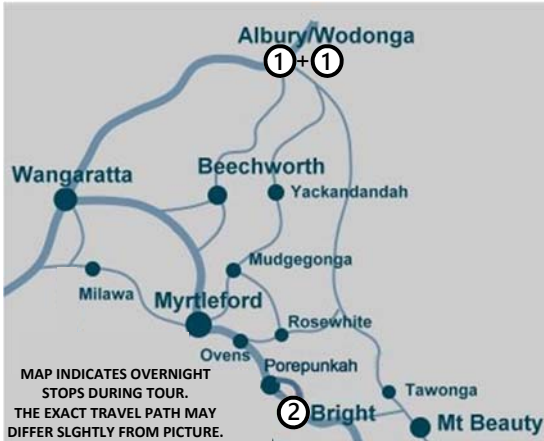 Albury/Wodonga
1 + 1
Wangaratta
Beechworth
Yackandandah
Mudgegonga
Milawa
Myrtleford
Rosewhite
Ovens
Porepunkah
Tawonga
2 Bright
Mt Beauty
MAP INDICATES OVERNIGHT
STOPS DURING TOUR.
THE EXACT TRAVEL PATH MAY
DIFFER SLGHTLY FROM PICTURE.